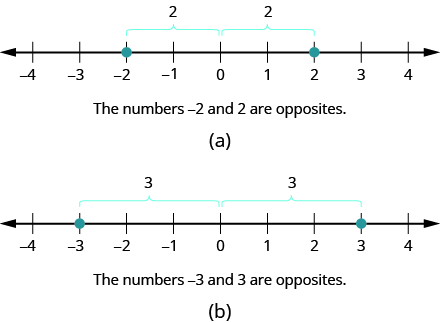 2 2
–4 –3 –2 –1 0 1 2 3 4
The numbers –2 and 2 are opposites.
(a)
3 3
–4 –3 –2 –1 0 1 2 3 4
The numbers –3 and 3 are opposites.
(b)